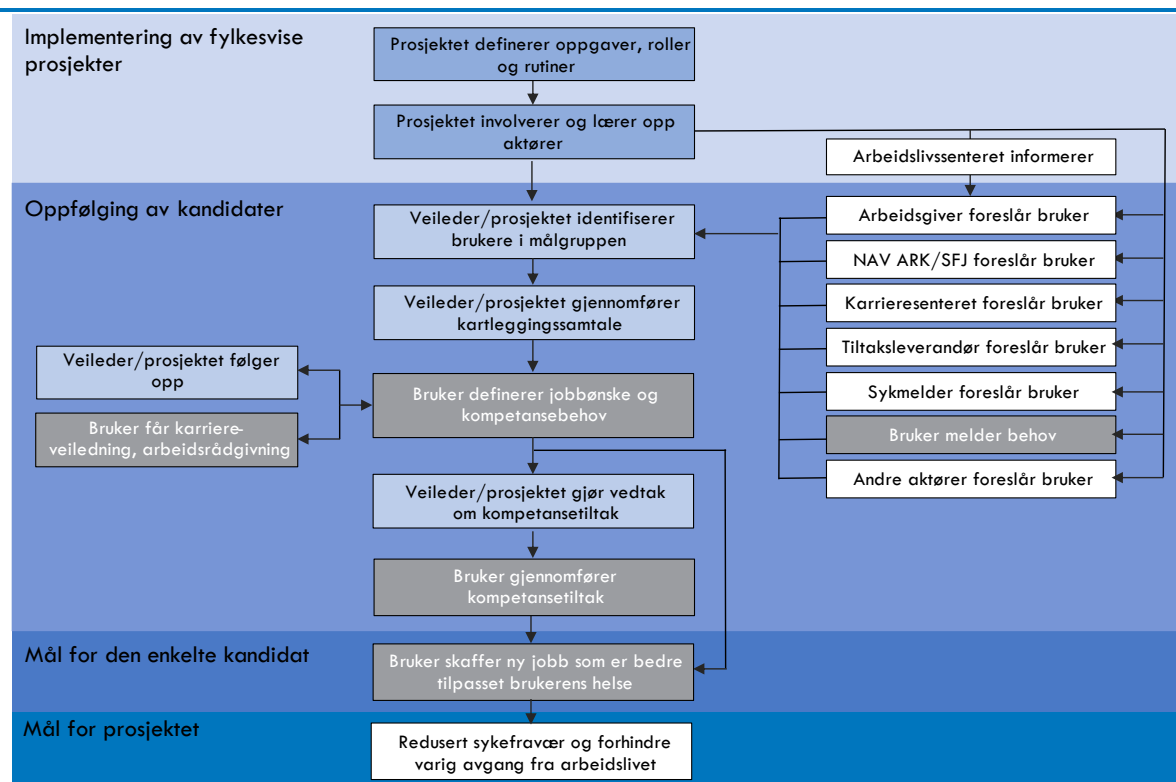 Implementering av fylkesvise
prosjekter
Prosjektet definerer oppgaver, roller
og rutiner
Prosjektet involverer og lærer opp
aktører
Arbeidslivssenteret informerer
Oppfølging av kandidater
Veileder/prosjektet identifiserer
brukere i målgruppen
Arbeidsgiver foreslår bruker
NAV ARK/SFJ foreslår bruker
Veileder/prosjektet gjennomfører
kartleggingssamtale
Karrieresenteret foreslår bruker
Tiltaksleverandør foreslår bruker
Veileder/prosjektet følger
opp
Bruker definerer jobbønske og
kompetansebehov
Sykmelder foreslår bruker
Bruker får karriere-
veiledning, arbeidsrådgivning
Bruker melder behov
Andre aktører foreslår bruker
Veileder/prosjektet gjør vedtak
om kompetansetiltak
Bruker gjennomfører
kompetansetiltak
Mål for den enkelte kandidat
Bruker skaffer ny jobb som er bedre
tilpasset brukerens helse
Mål for prosjektet
Redusert sykefravær og forhindre
varig avgang fra arbeidslivet